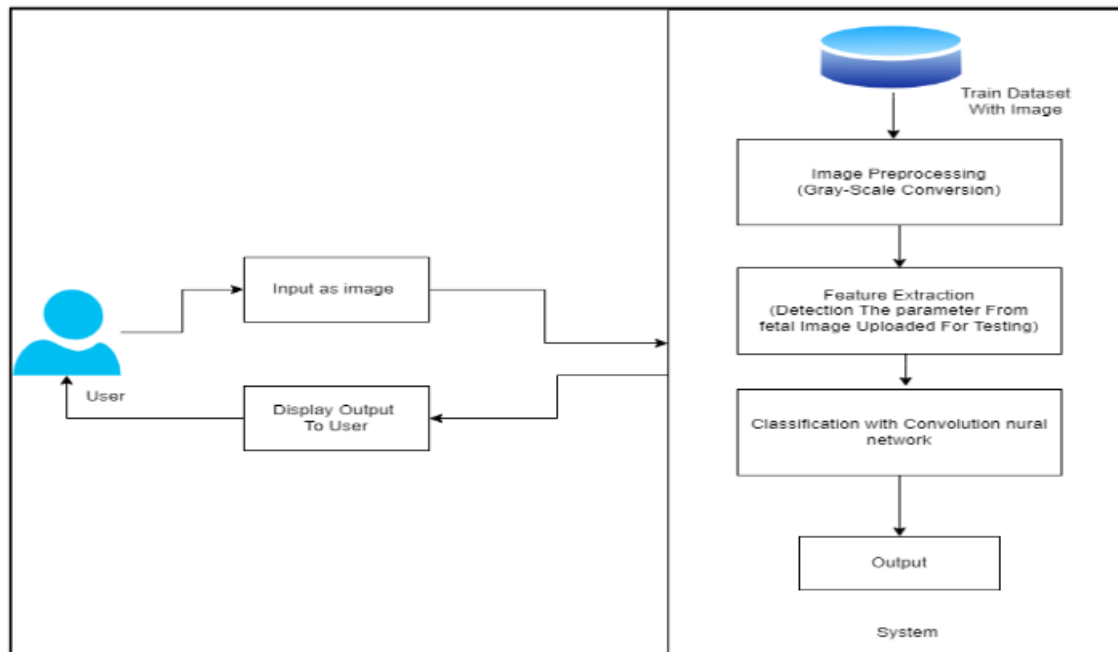 Train Dataset
With Image
Image Preprocessing
(Gray-Scale Conversion)
Input as image
Feature Extraction
(Detection The parameter From
fetal Image Uploaded For Testing)
User
Display Output
To User
Classification with Convolution nural
network
Output
System